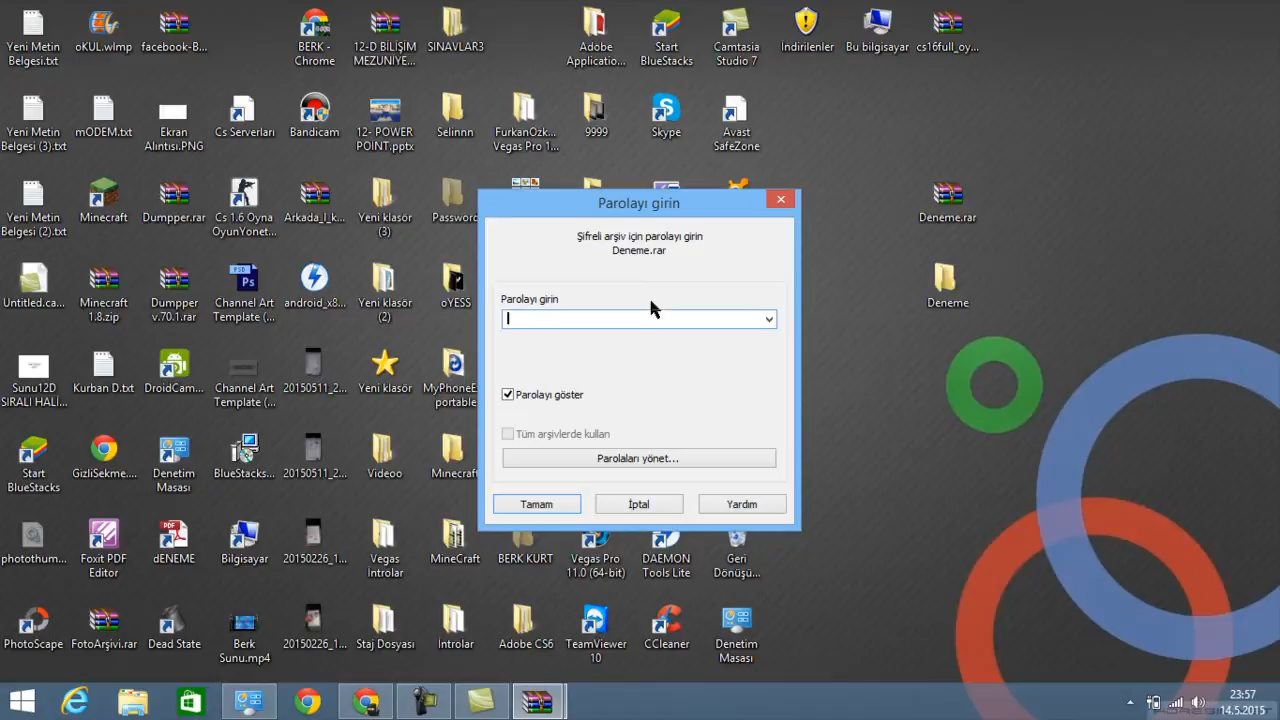 Yeni Metin
Belgesi.txt
oKUL.wlmp
facebook-B...
BERK -
Chrome
12-D BİLİŞİM
MEZUNİYE...
SINAVLAR3
Adobe
Applicatio...
Start
BlueStacks
Camtasia
Studio 7
İndirilenler
Bu bilgisayar
cs16full_oy...
Yeni Metin
Belgesi (3).txt
mODEM.txt
Ekran
Alıntısı.PNG
Cs Serverları
Bandicam
12- POWER
POINT.pptx
Selinnn
FurkanOzk...
Vegas Pro 1...
9999
Skype
Avast
SafeZone
Yeni Metin
Belgesi (2).txt
Minecraft
Dumpper.rar
Cs 1.6 Oyna
OyunYonet...
Arkada_l_k...
Yeni klasör
(3)
Password
Deneme.rar
Parolayı girin
Şifreli arşiv için parolayı girin
Deneme.rar
Parolayı girin
Parolayı göster
Tüm arşivlerde kullan
Parolaları yönet...
Tamam
İptal
Yardım
Untitled.ca...
Minecraft
1.8.zip
Dumpper
v.70.1.rar
PSD
Ps
Channel Art
Template (...
android_x8...
Yeni klasör
(2)
oYESS
Deneme
Sunu12D
SIRALI HALI...
Kurban D.txt
DroidCam...
Channel Art
Template (...
20150511_2...
Yeni klasör
MyPhoneE
portable
Start
BlueStacks
GizliSekme....
Denetim
Masası
BlueStacks...
20150511_2...
Videoo
Minecraf
photothum...
Foxit PDF
Editor
PDF
dENEME
Bilgisayar
20150226_1...
Vegas
İntrolar
MineCraft
BERK KURT
Vegas Pro
11.0 (64-bit)
DAEMON
Tools Lite
Geri
Dönüşü...
PhotoScape
FotoArşivi.rar
Dead State
Berk
Sunu.mp4
20150226_1...
Staj Dosyası
İntrolar
Adobe CS6
TeamViewer
10
CCleaner
Denetim
Masası
23:57
14.5.2015